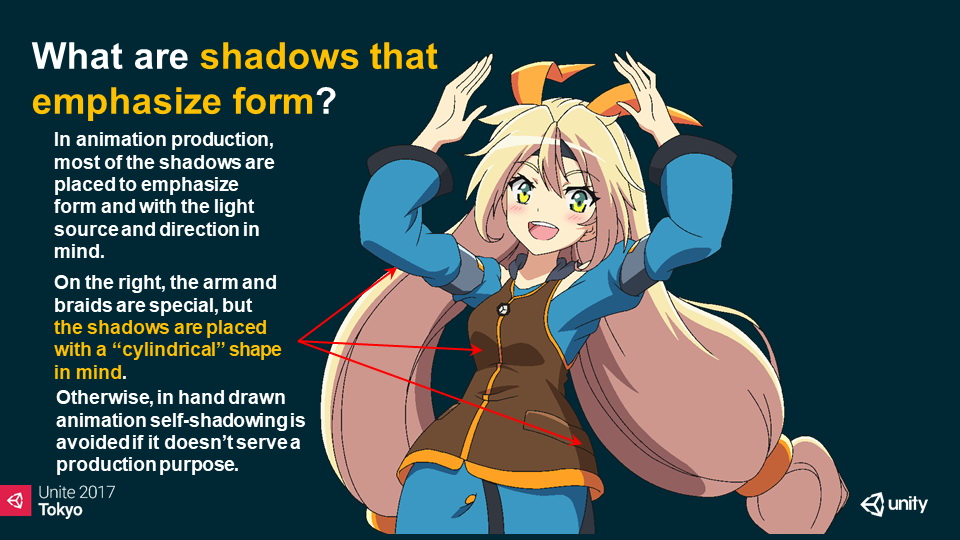 What are shadows that
emphasize form?
In animation production,
most of the shadows are
placed to emphasize
form and with the light
source and direction in
mind.
On the right, the arm and
braids are special, but
the shadows are placed
with a “cylindrical” shape
in mind.
Otherwise, in hand drawn
animation self-shadowing is
avoided if it doesn’t serve a
production purpose.
Unite 2017
Tokyo
unity